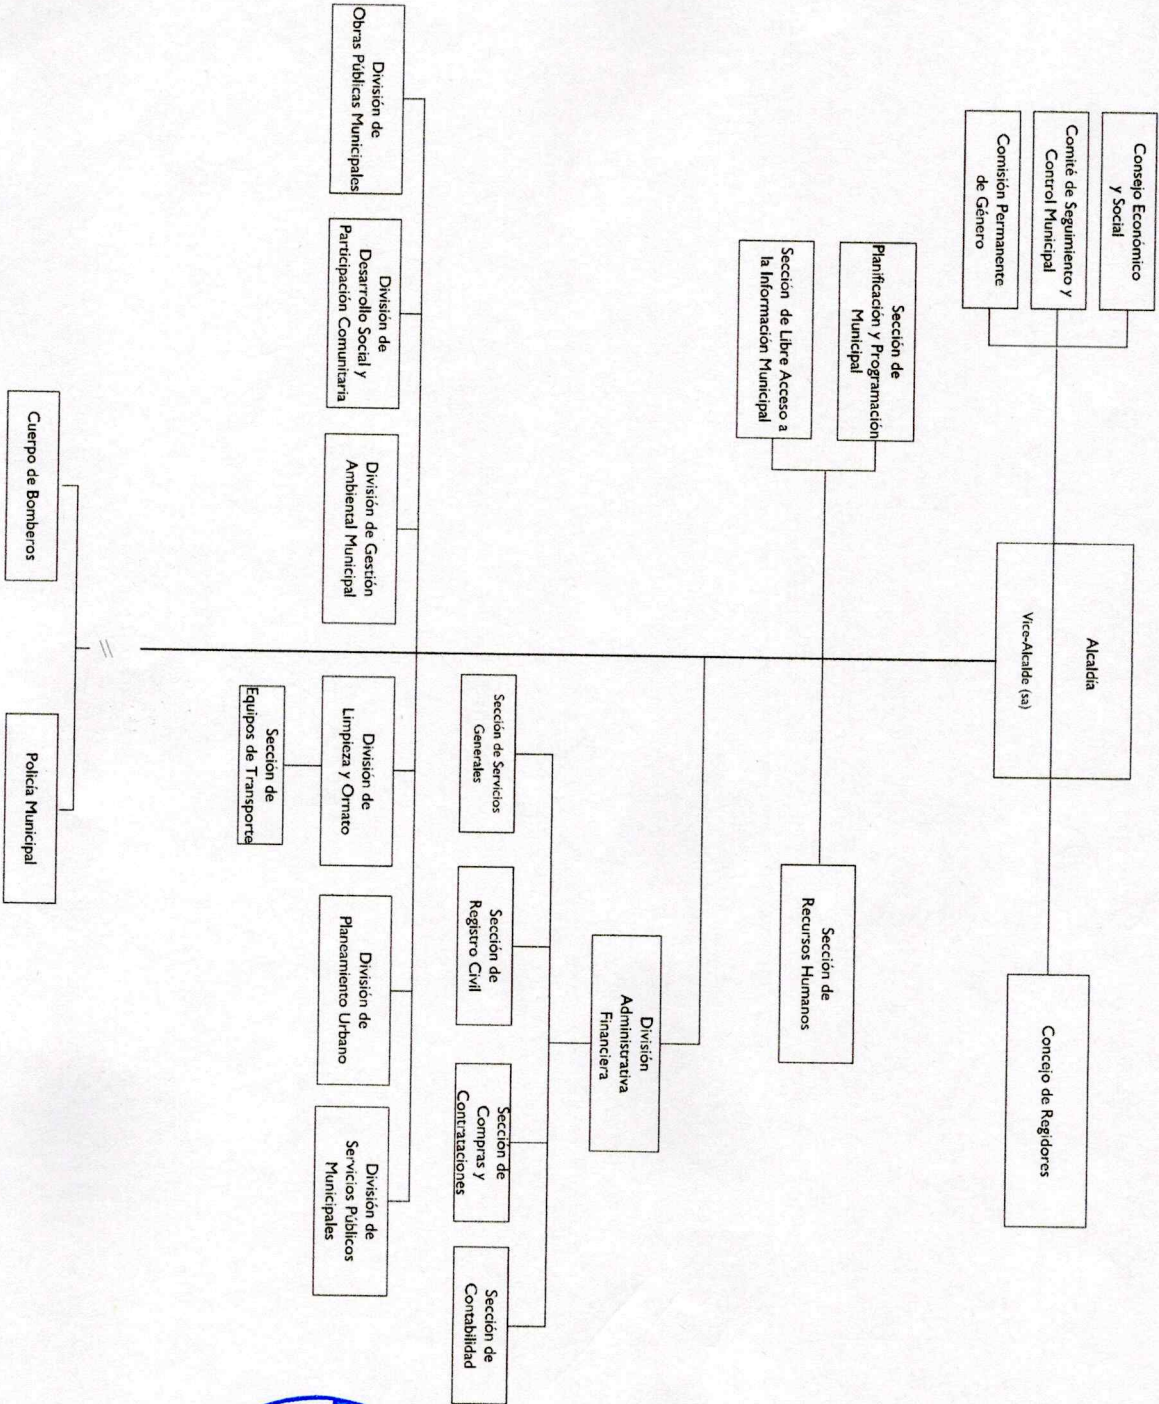 Consejo Económico
y Social
Comité de Seguimiento y
Control Municipal
Comisión Permanente
de Género
Alcaldía
Vice-Alcalde (sa)
Concejo de Regidores
Sección de
Planificación y Programación
Municipal
Sección de Libre Acceso a
la Información Municipal
Sección de
Recursos Humanos
División
Administrativa
Financiera
Sección de Servicios
Generales
Sección de
Registro Civil
Sección de
Compras y
Contrataciones
Sección de
Contabilidad
División de
Obras Públicas Municipales
División de
Desarrollo Social y
Participación Comunitaria
División de Gestión
Ambiental Municipal
División de
Limpieza y Ornato
División de
Planeamiento Urbano
División de
Servicios Públicos
Municipales
Sección de
Equipos de Transporte
Cuerpo de Bomberos
Policía Municipal